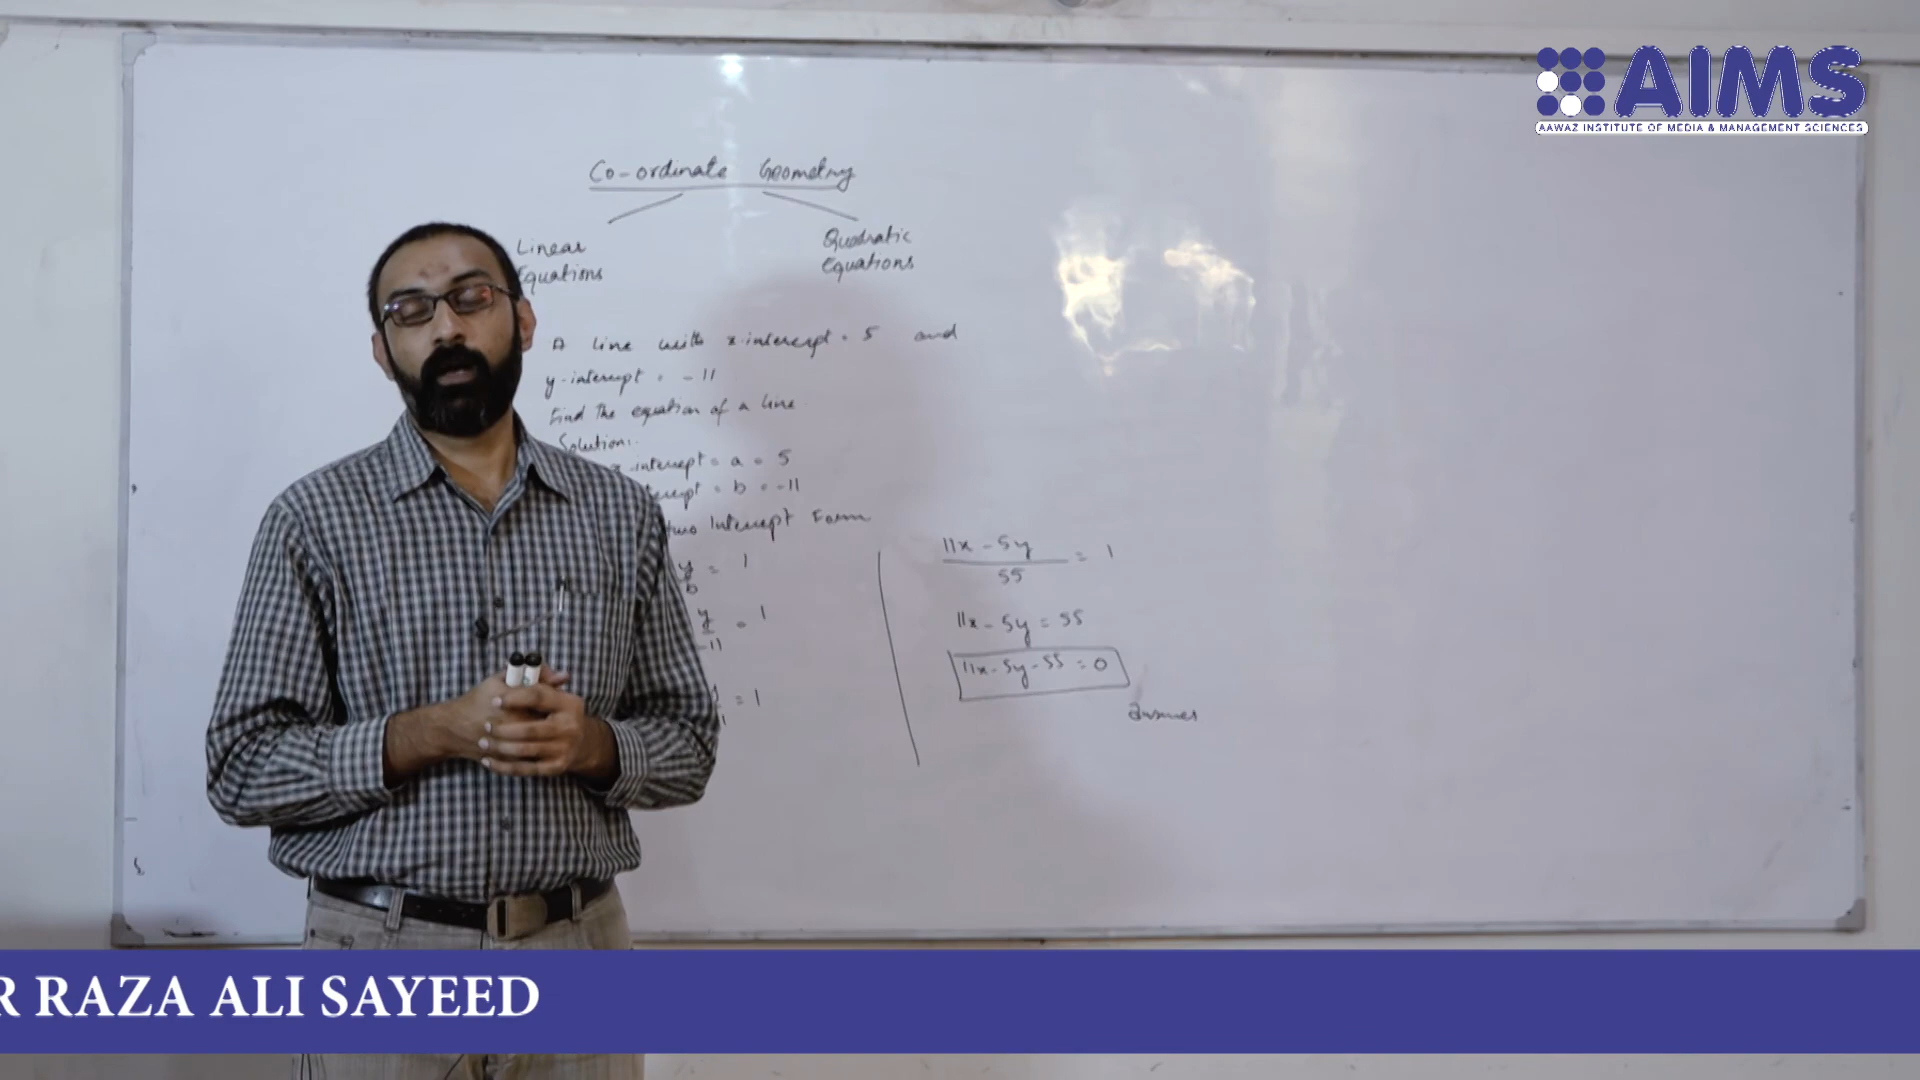 AIMS
AAWAZ INSTITUTE OF MEDIA & MANAGEMENT SCIENCES
Co-ordinate Geometry
Linear
Equations
Quadratic
Equations
A line with x-intercept = 5 and
y-intercept = -11
Find the equation of a line
Solution:
x-intercept = a = 5
b = -11
two Intercept Form
y/b = 1
y/-11 = 1
= 1
11x - 5y / 55 = 1
11x - 5y = 55
11x - 5y - 55 = 0
answer
R RAZA ALI SAYEED